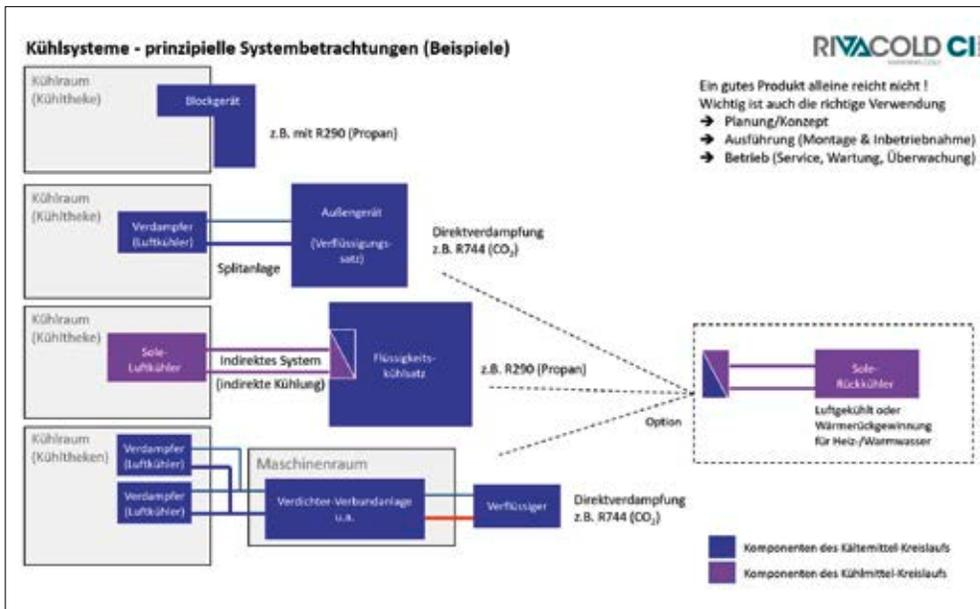 Kühlsysteme - prinzipielle Systembetrachtungen (Beispiele)
RIVACOLD CI
Ein gutes Produkt alleine reicht nicht !
Wichtig ist auch die richtige Verwendung
➔ Planung/Konzept
➔ Ausführung (Montage & Inbetriebnahme)
➔ Betrieb (Service, Wartung, Überwachung)
Kühlraum
(Kühltheke)
Blockgerät
z.B. mit R290 (Propan)
Kühlraum
(Kühltheke)
Verdampfer
(Luftkühler)
Splitanlage
Außengerät
(Verflüssigungs-
satz)
Direktverdampfung
z.B. R744 (CO₂)
Kühlraum
(Kühltheke)
Sole-
Luftkühler
Indirektes System
(indirekte Kühlung)
Flüssigkeits-
kühlsatz
z.B. R290 (Propan)
Option
Sole-
Rückkühler
Luftgekühlt oder
Wärmerückgewinnung
für Heiz-/Warmwasser
Kühlraum
(Kühltheken)
Verdampfer
(Luftkühler)
Verdampfer
(Luftkühler)
Maschinenraum
Verdichter-Verbundanlage
u.a.
Verflüssiger
Direktverdampfung
z.B. R744 (CO₂)
Komponenten des Kältemittel-Kreislaufs
Komponenten des Kühlmittel-Kreislaufs